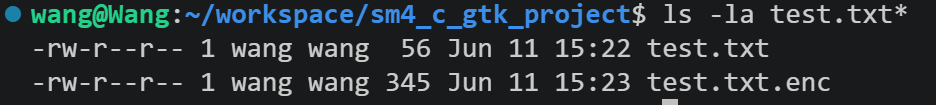 wang@Wang:~/workspace/sm4_c_gtk_project$ ls -la test.txt*
-rw-r--r-- 1 wang wang  56 Jun 11 15:22 test.txt
-rw-r--r-- 1 wang wang 345 Jun 11 15:23 test.txt.enc